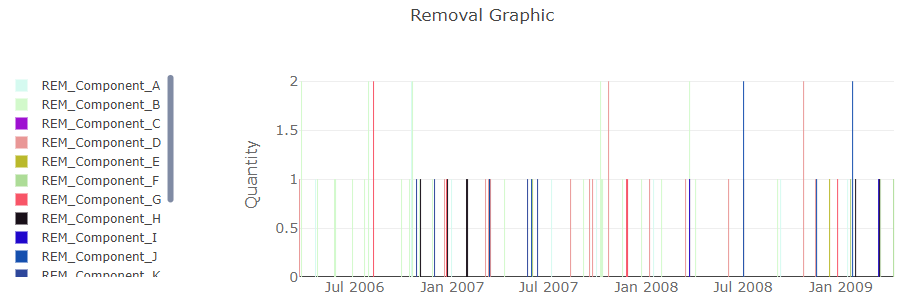 Removal Graphic
REM_Component_A
REM_Component_B
REM_Component_C
REM_Component_D
REM_Component_E
REM_Component_F
REM_Component_G
REM_Component_H
REM_Component_I
REM_Component_J
REM_Component_K
Quantity
2
1.5
1
0.5
0
Jul 2006
Jan 2007
Jul 2007
Jan 2008
Jul 2008
Jan 2009